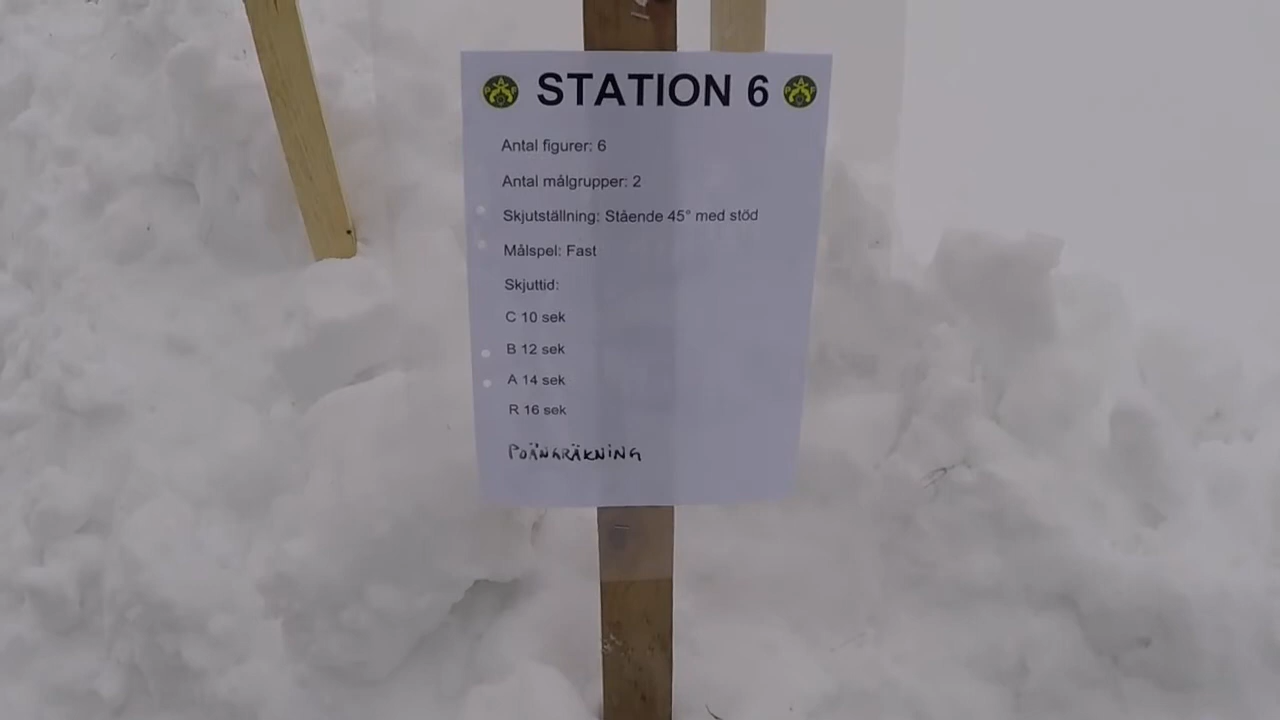 STATION 6
Antal figurer: 6
Antal målgrupper: 2
Skjutställning: Stående 45° med stöd
Målspel: Fast
Skjuttid:
C 10 sek
B 12 sek
A 14 sek
R 16 sek
POÄNGRÄKNING